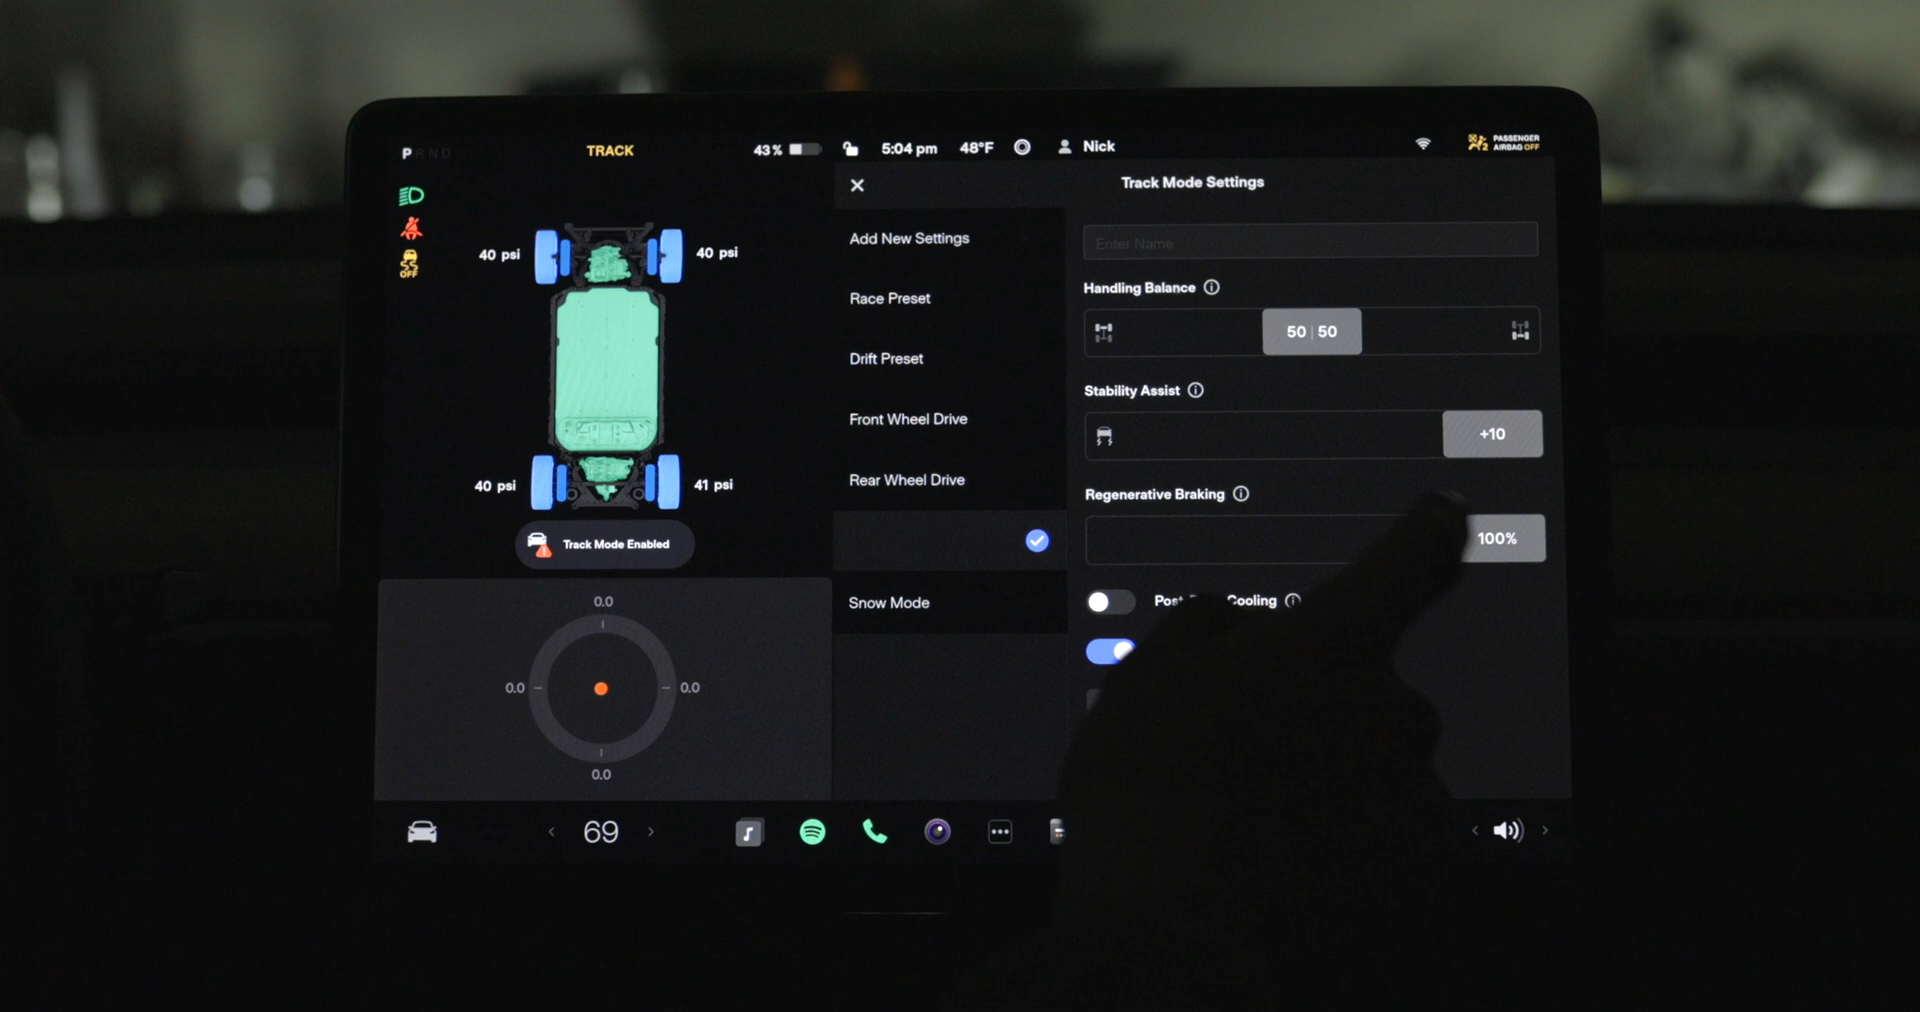 P R N D
TRACK
43%
5:04 pm
48°F
Nick
PASSENGER
AIRBAG OFF
2
OFF
40 psi
40 psi
40 psi
41 psi
Track Mode Enabled
0.0
0.0
0.0
0.0
Track Mode Settings
Add New Settings
Race Preset
Drift Preset
Front Wheel Drive
Rear Wheel Drive
Snow Mode
Enter Name
Handling Balance
50 | 50
Stability Assist
+10
Regenerative Braking
100%
Cooling
69